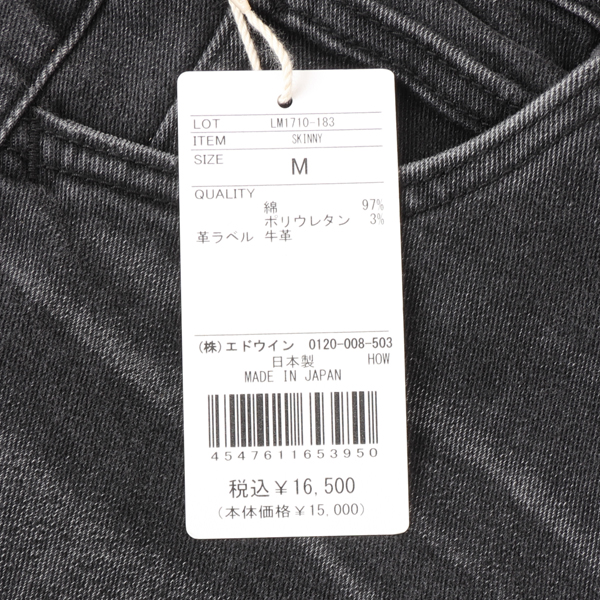 LOT LM1710-183
ITEM SKINNY
SIZE M
QUALITY
綿 97%
ポリウレタン 3%
革ラベル 牛革
(株)エドウイン 0120-008-503
日本製 HOW
MADE IN JAPAN
4547611653950
税込¥16,500
(本体価格¥15,000)